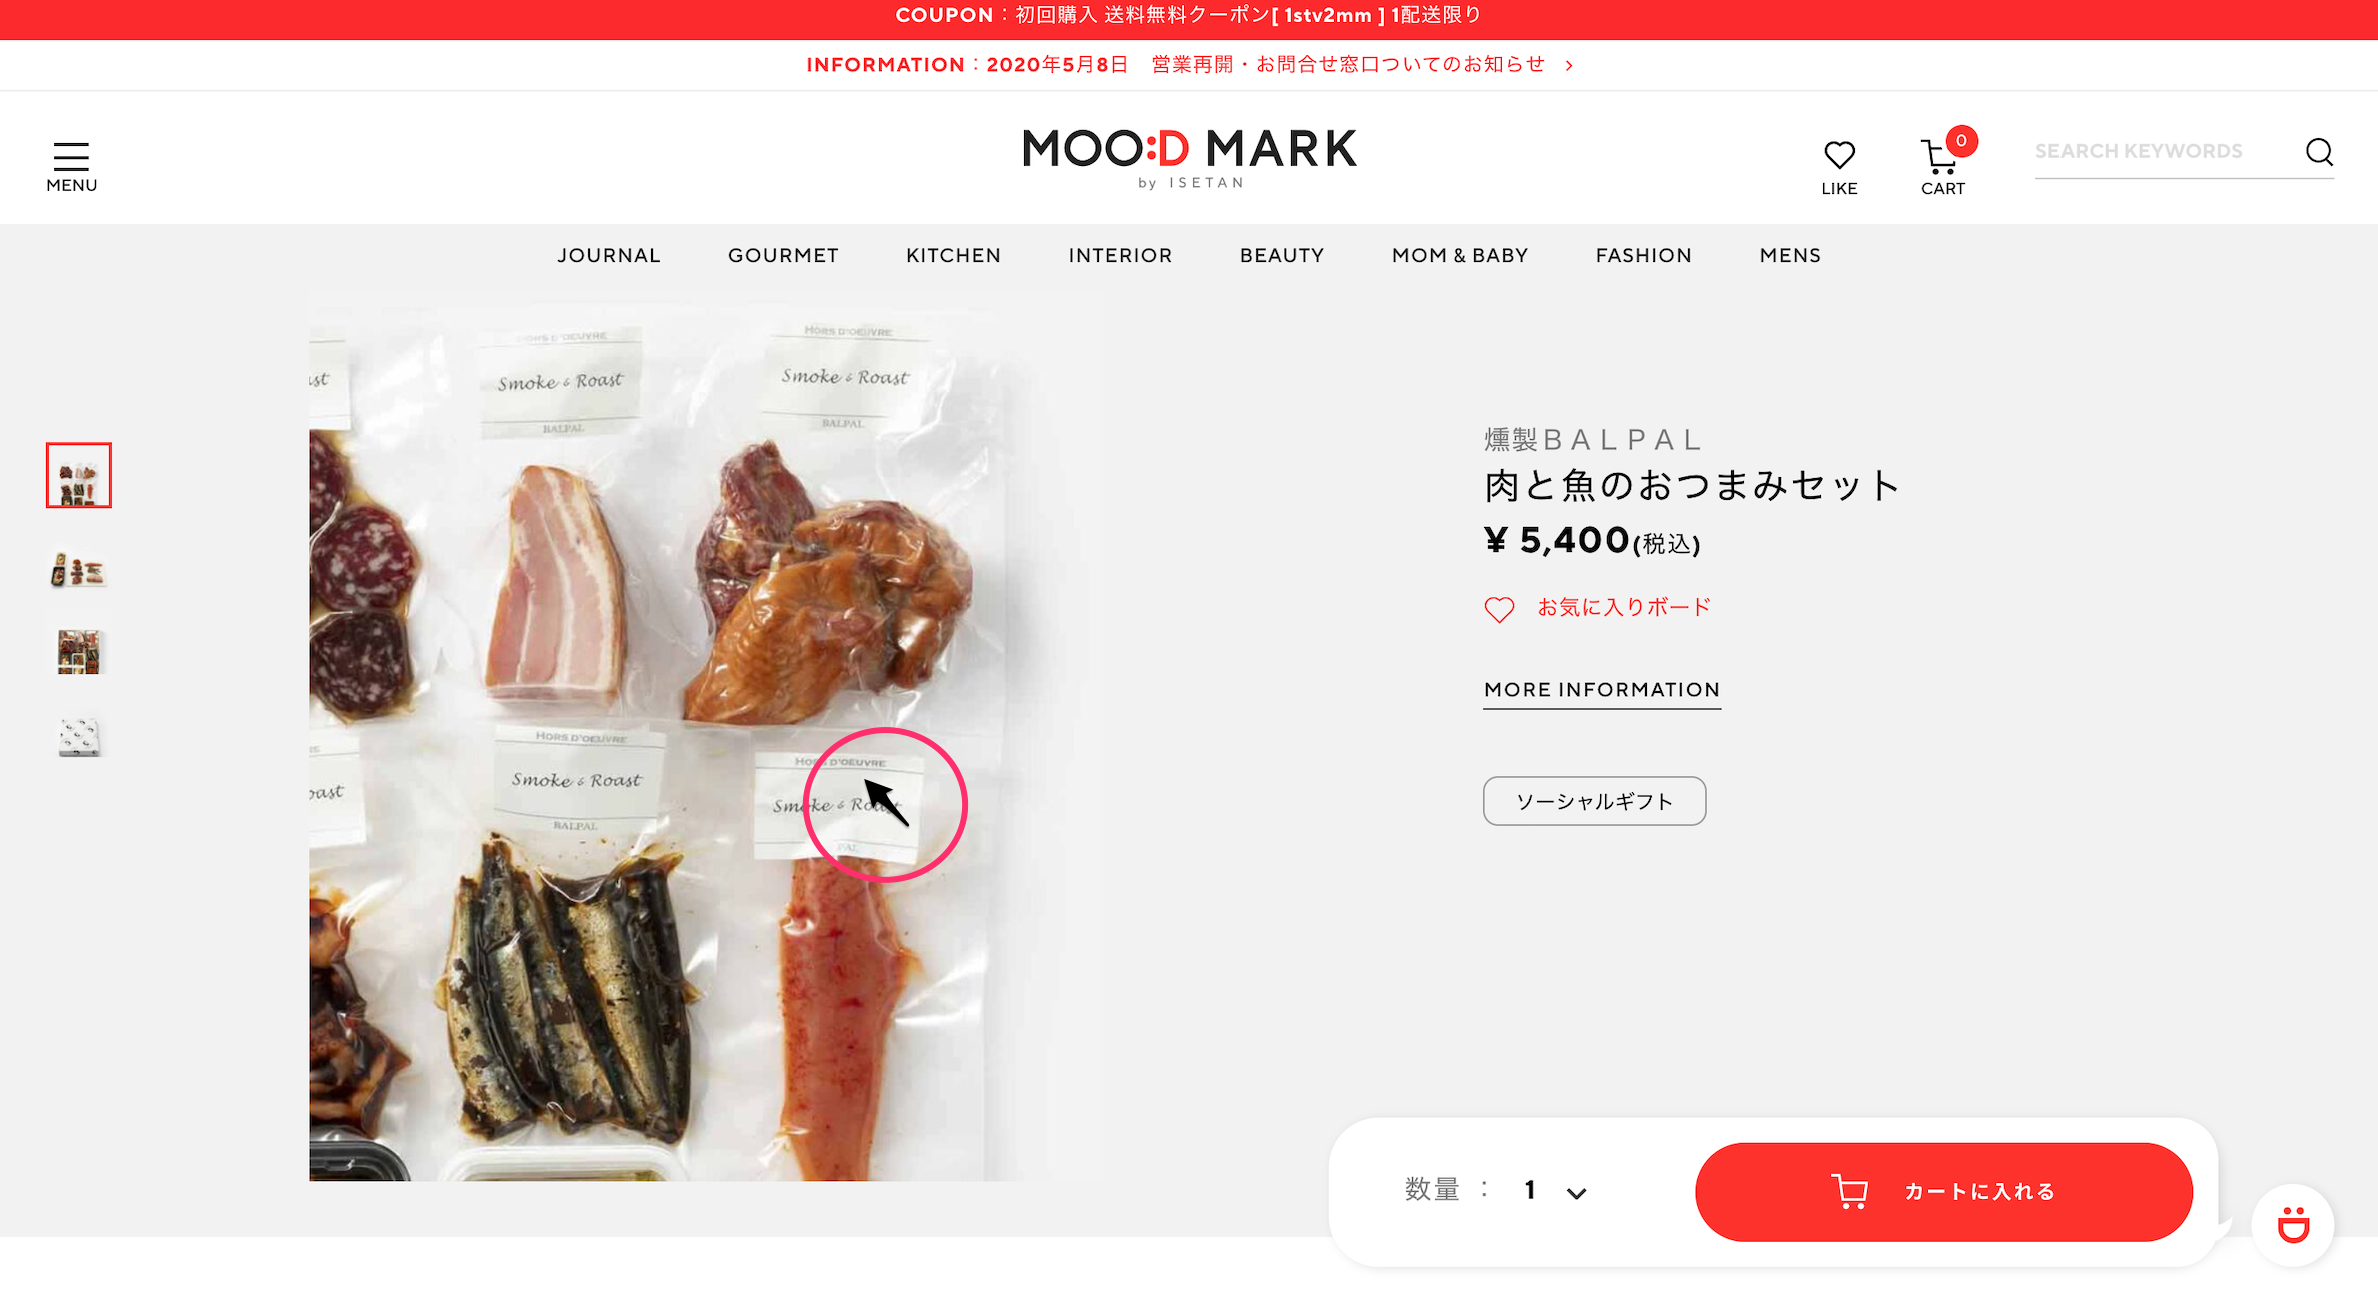 COUPON：初回購入 送料無料クーポン[ 1stv2mm ] 1配送限り
INFORMATION：2020年5月8日　営業再開・お問合せ窓口ついてのお知らせ ›
MENU
MOO:D MARK
by ISETAN
LIKE
0
CART
SEARCH KEYWORDS
JOURNAL GOURMET KITCHEN INTERIOR BEAUTY MOM & BABY FASHION MENS
HORS D'OEUVRE
Smoke & Roast
BALPAL
HORS D'OEUVRE
Smoke & Roast
BALPAL
HORS D'OEUVRE
Smoke & Roast
BALPAL
HORS D'OEUVRE
Smoke & Roast
PAL
燻製ＢＡＬＰＡＬ
肉と魚のおつまみセット
¥ 5,400(税込)
お気に入りボード
MORE INFORMATION
ソーシャルギフト
数量 ： 1
カートに入れる